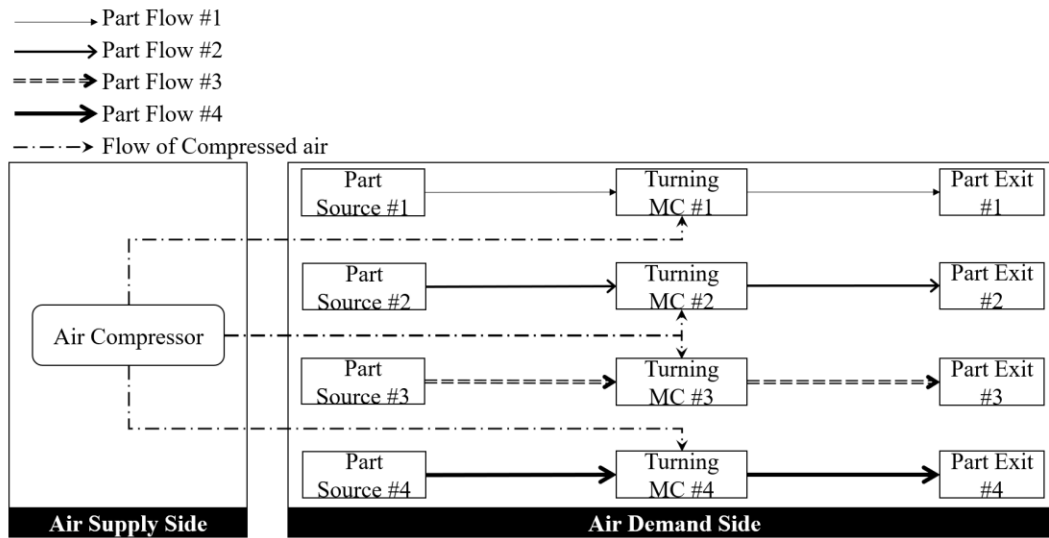 Part Flow #1
Part Flow #2
Part Flow #3
Part Flow #4
Flow of Compressed air
Part
Source #1
Turning
MC #1
Part Exit
#1
Part
Source #2
Turning
MC #2
Part Exit
#2
Air Compressor
Part
Source #3
Turning
MC #3
Part Exit
#3
Part
Source #4
Turning
MC #4
Part Exit
#4
Air Supply Side
Air Demand Side